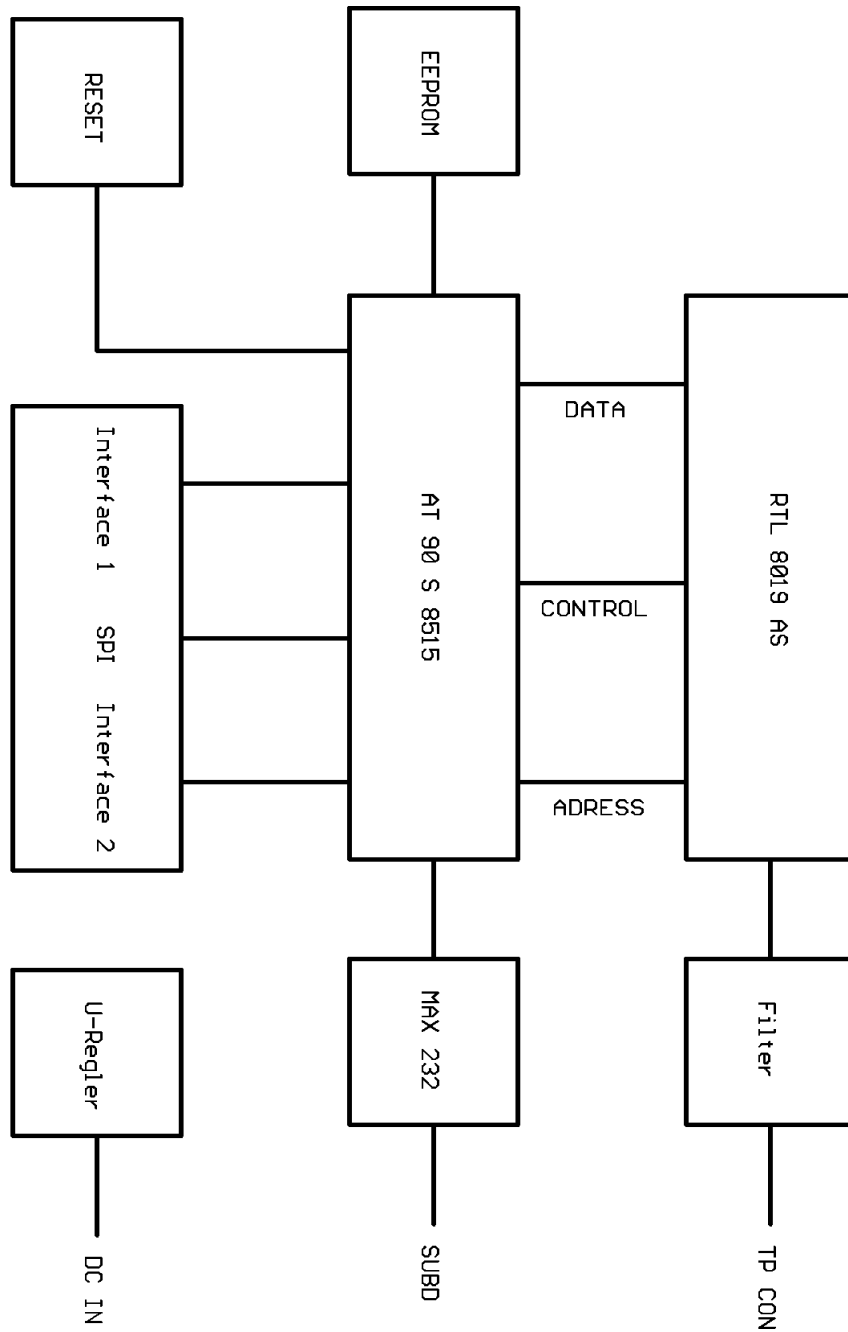 RESET
EEPROM
DATA
Interface 1
SPI
Interface 2
AT 90 S 8515
RTL 8019 AS
CONTROL
ADRESS
U-Regler
MAX 232
Filter
DC IN
SUBD
TP CON